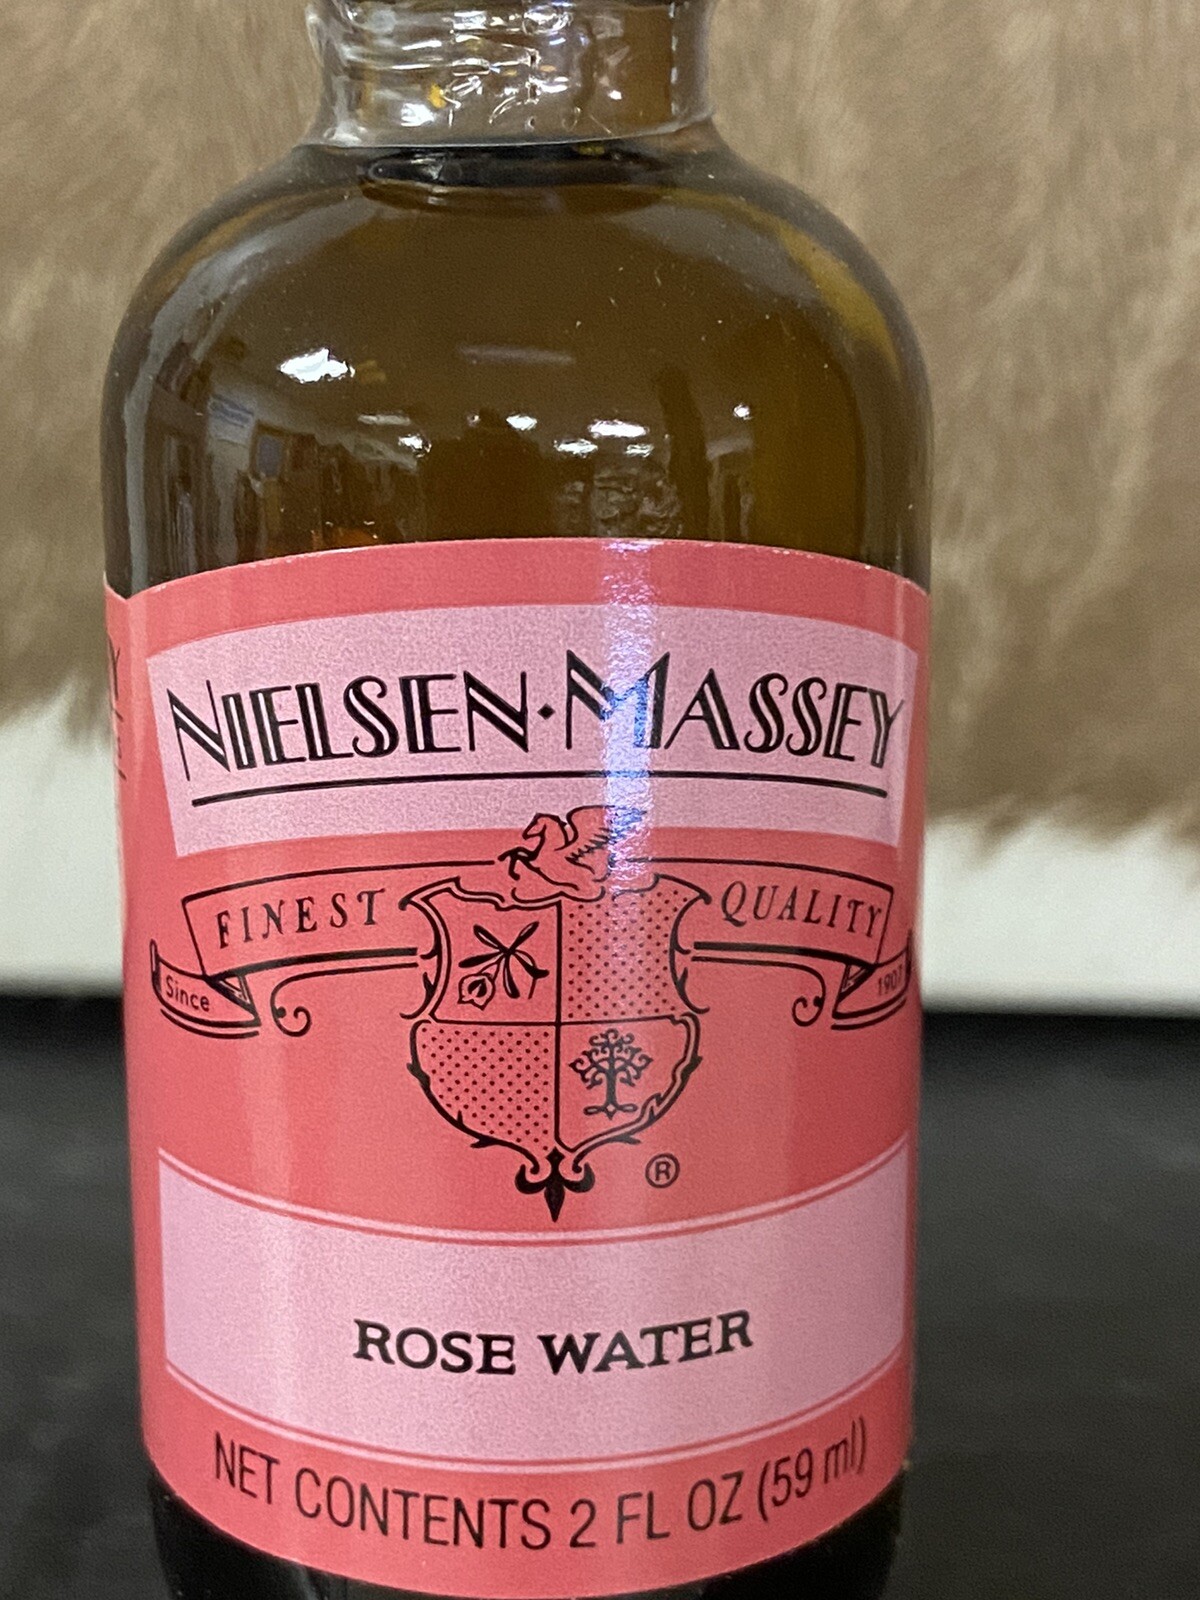 NIELSEN·MASSEY
FINEST QUALITY
Since 1907
®
ROSE WATER
NET CONTENTS 2 FL OZ (59 ml)